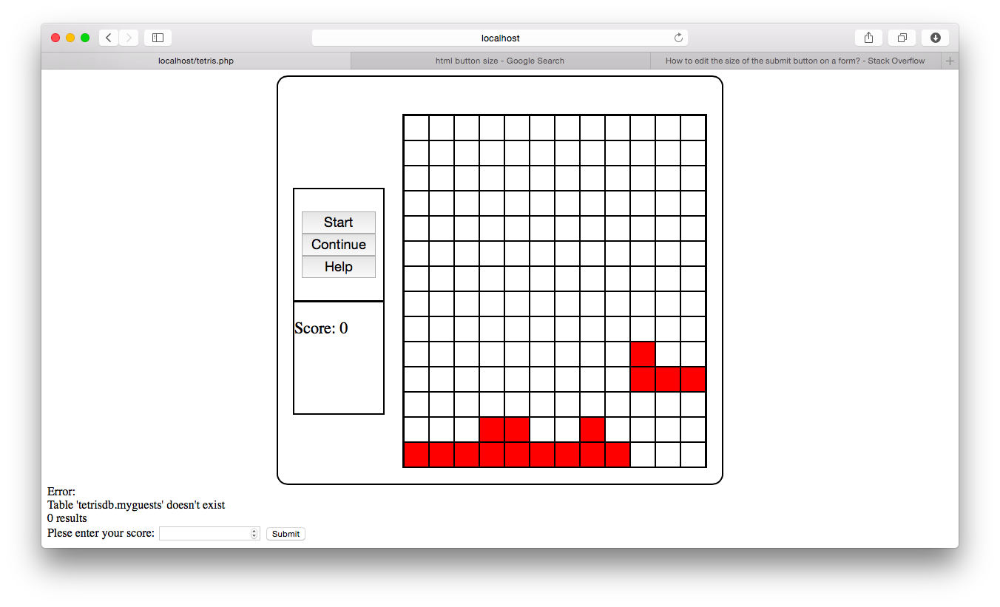 localhost
localhost/tetris.php
html button size - Google Search
How to edit the size of the submit button on a form? - Stack Overflow
Start
Continue
Help
Score: 0
Error:
Table 'tetrisdb.myguests' doesn't exist
0 results
Plese enter your score:
Submit